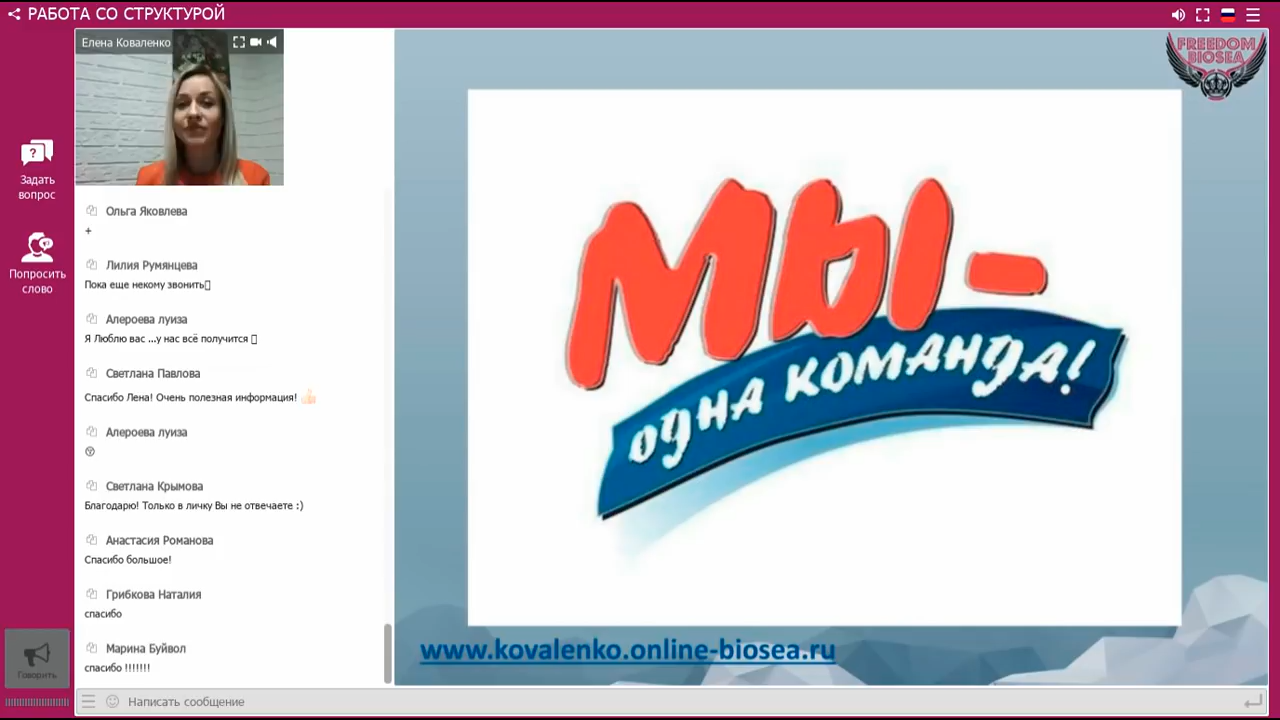 РАБОТА СО СТРУКТУРОЙ
FREEDOM
BIOSEA
Елена Коваленко
Задать
вопрос
Попросить
слово
Ольга Яковлева
+
Лилия Румянцева
Пока еще некому звонить
Алероева луиза
Я Люблю вас ...у нас всё получится
Светлана Павлова
Спасибо Лена! Очень полезная информация!
Алероева луиза
Светлана Крымова
Благодарю! Только в личку Вы не отвечаете :)
Анастасия Романова
Спасибо большое!
Грибкова Наталия
спасибо
Марина Буйвол
спасибо !!!!!!!
Говорить
Написать сообщение
МЫ-
ОДНА КОМАНДА!
www.kovalenko.online-biosea.ru